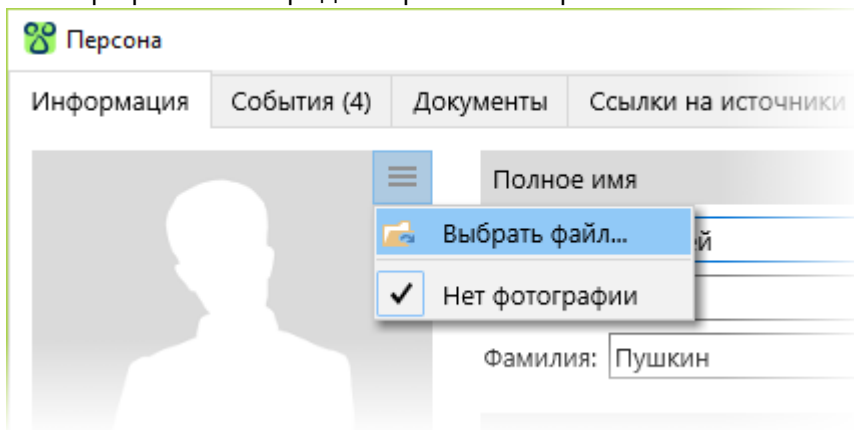 Персона
Информация События (4) Документы Ссылки на источники
Полное имя
Выбрать файл...
й
Нет фотографии
Фамилия: Пушкин